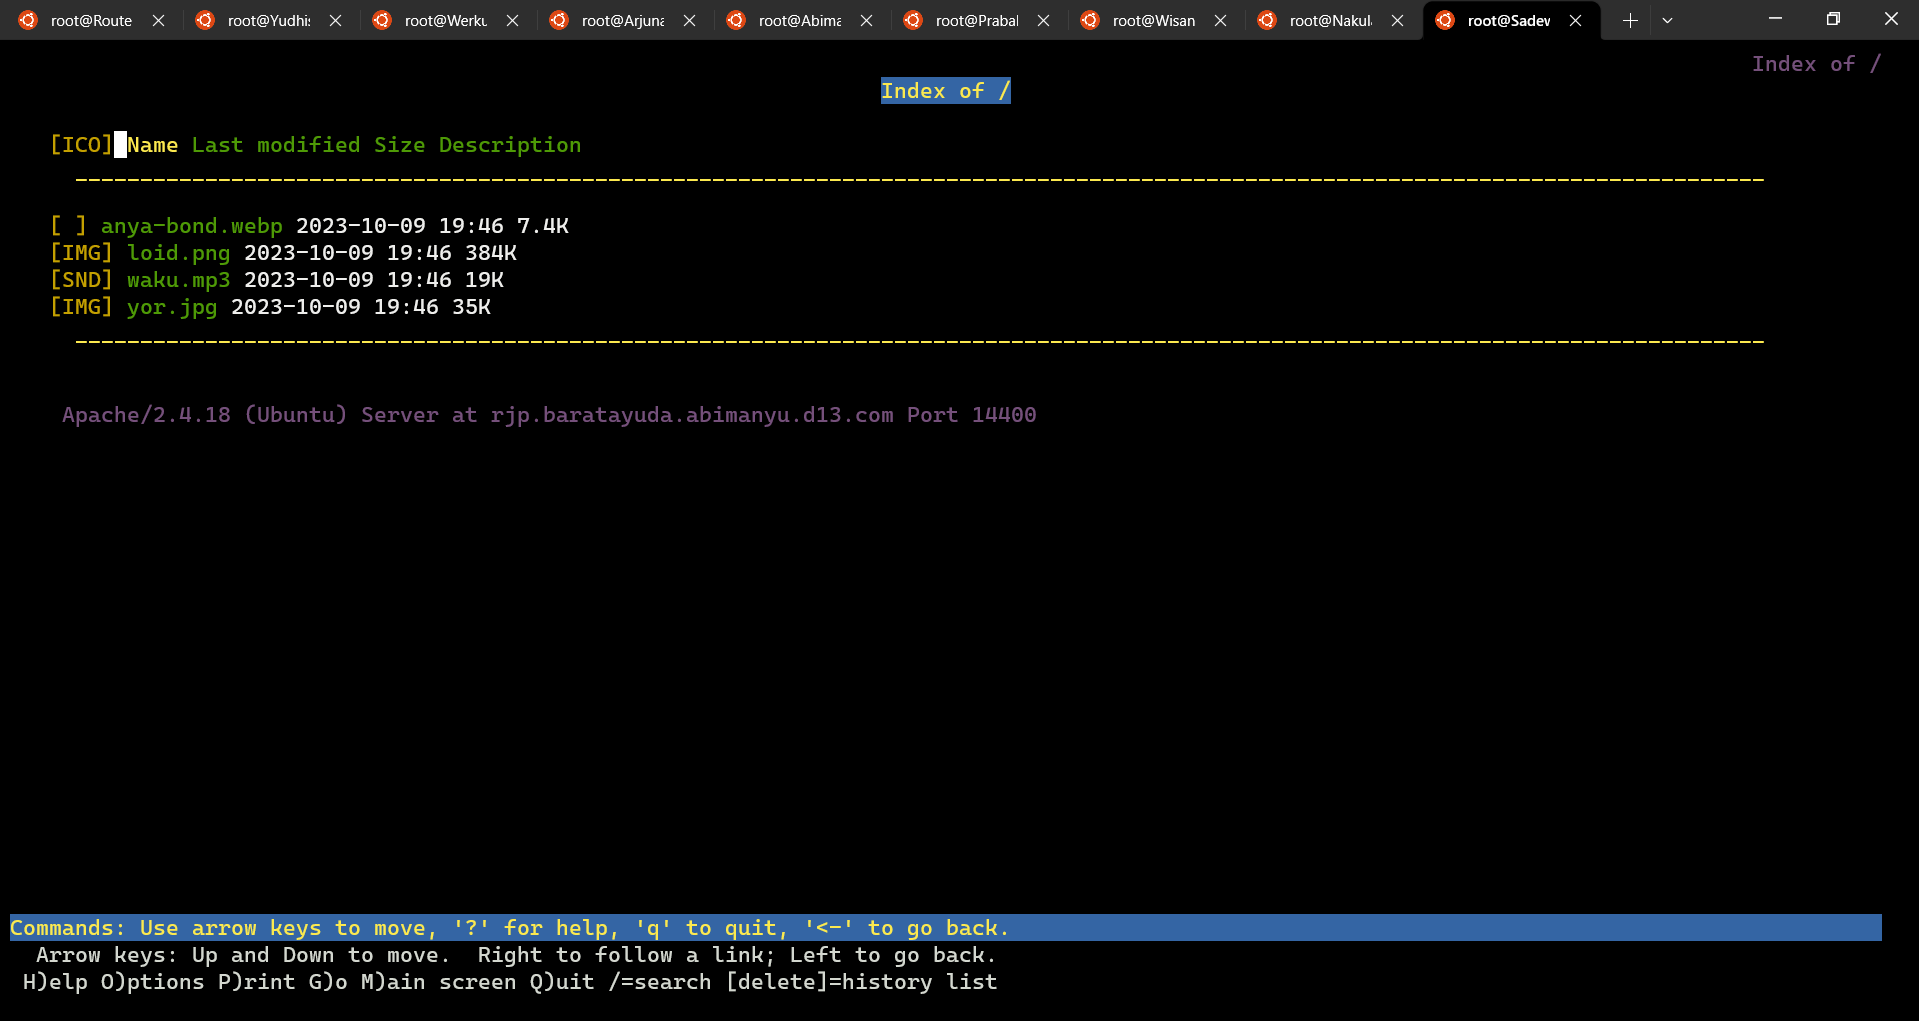 root@Route root@Yudhis root@Werku root@Arjuna root@Abima root@Prabal root@Wisan root@Nakula root@Sadev
Index of /
Index of /
[ICO] Name Last modified Size Description
[ ] anya-bond.webp 2023-10-09 19:46 7.4K
[IMG] loid.png 2023-10-09 19:46 384K
[SND] waku.mp3 2023-10-09 19:46 19K
[IMG] yor.jpg 2023-10-09 19:46 35K
Apache/2.4.18 (Ubuntu) Server at rjp.baratayuda.abimanyu.d13.com Port 14400
Commands: Use arrow keys to move, '?' for help, 'q' to quit, '<-' to go back.
Arrow keys: Up and Down to move.  Right to follow a link; Left to go back.
H)elp O)ptions P)rint G)o M)ain screen Q)uit /=search [delete]=history list